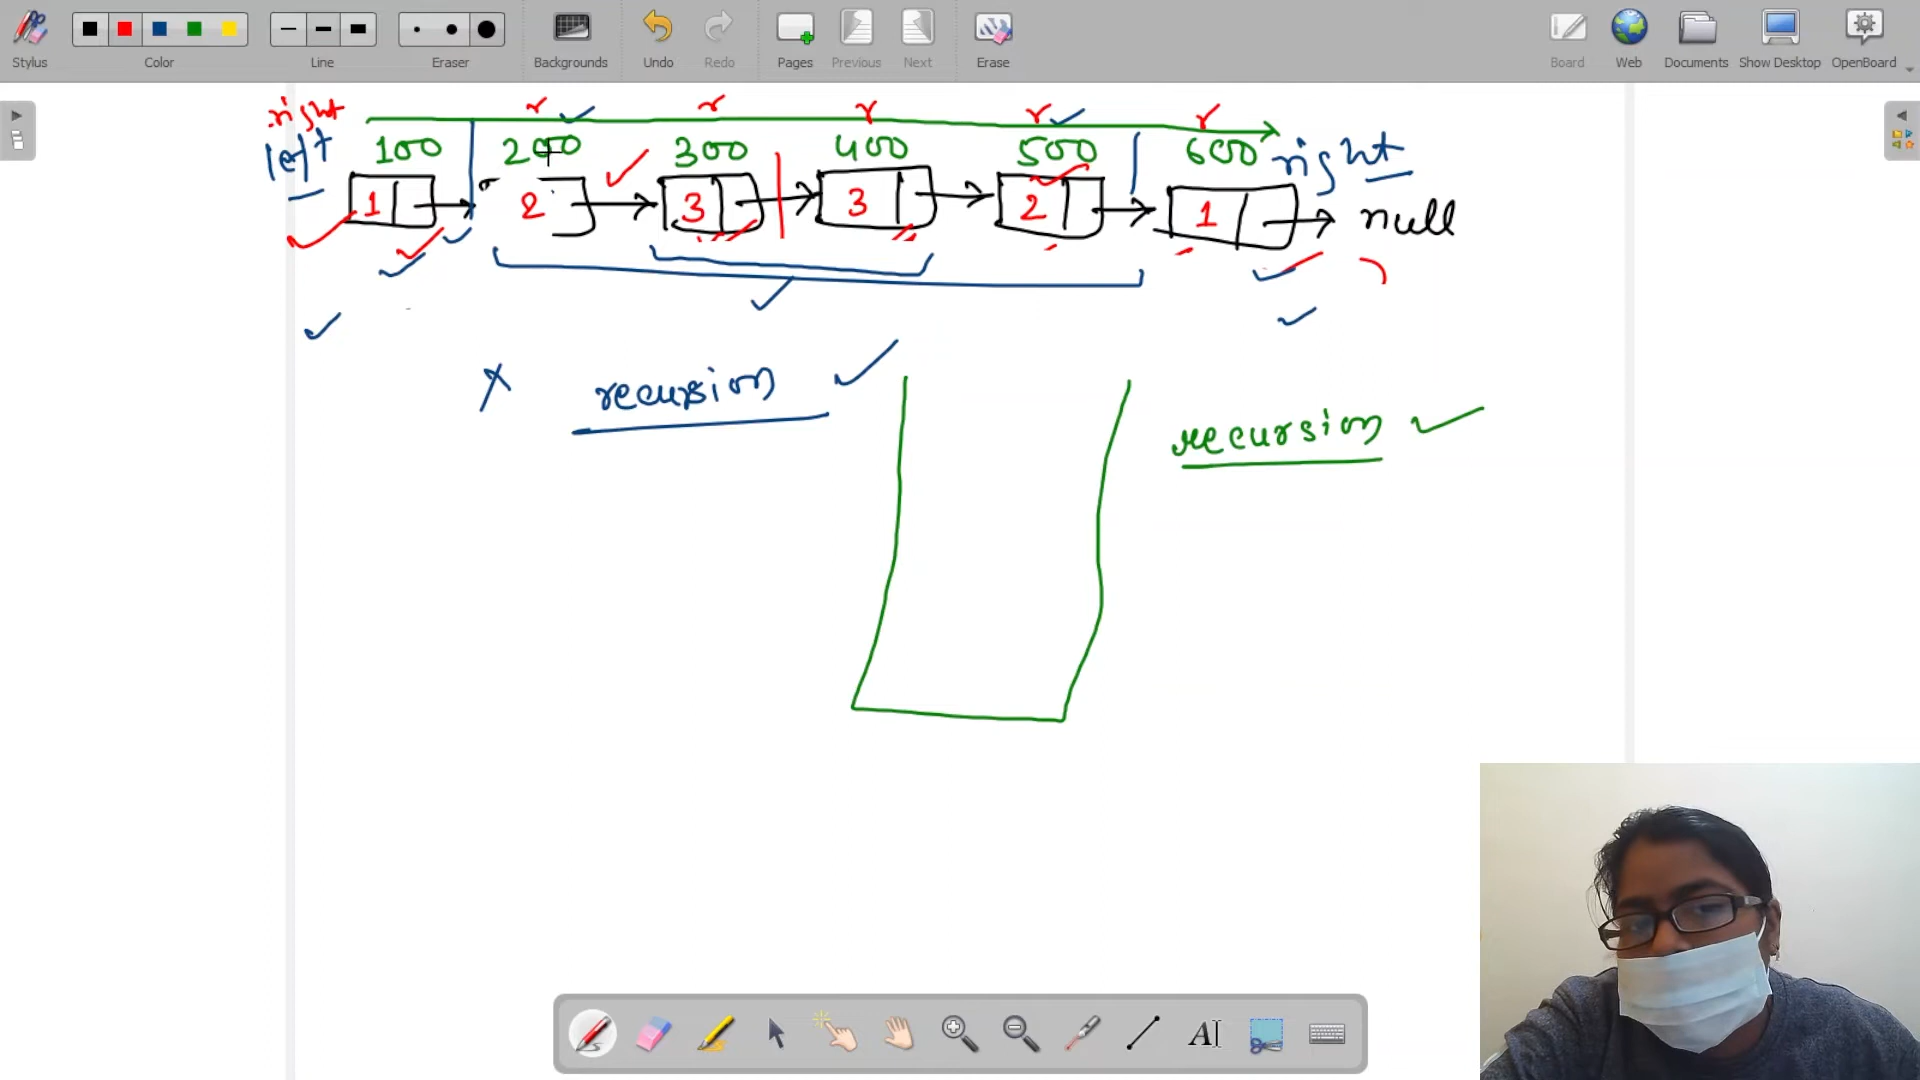 Stylus Color Line Eraser Backgrounds Undo Redo Pages Previous Next Erase Board Web Documents Show Desktop OpenBoard
right r r r r r
left 100 200 300 400 500 600 right
1 2 3 3 2 1 null
recursion
recursion